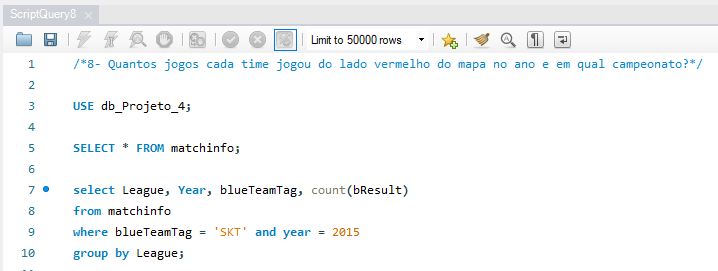 ScriptQuery8 ×
Limit to 50000 rows
1 /*8- Quantos jogos cada time jogou do lado vermelho do mapa no ano e em qual campeonato?*/
2
3 USE db_Projeto_4;
4
5 SELECT * FROM matchinfo;
6
7 select League, Year, blueTeamTag, count(bResult)
8 from matchinfo
9 where blueTeamTag = 'SKT' and year = 2015
10 group by League;